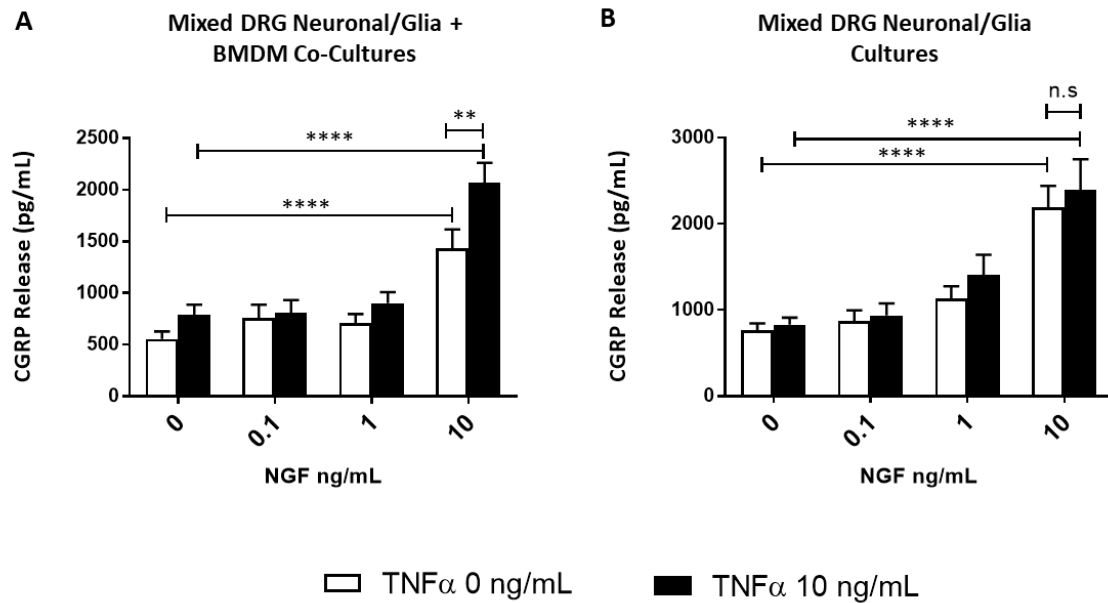 A
Mixed DRG Neuronal/Glia +
BMDM Co-Cultures
CGRP Release (pg/mL)
2500
2000
1500
1000
500
0
****
****
**
0
0.1
1
10
NGF ng/mL
B
Mixed DRG Neuronal/Glia
Cultures
CGRP Release (pg/mL)
3000
2000
1000
0
n.s
****
****
0
0.1
1
10
NGF ng/mL
TNFα 0 ng/mL
TNFα 10 ng/mL